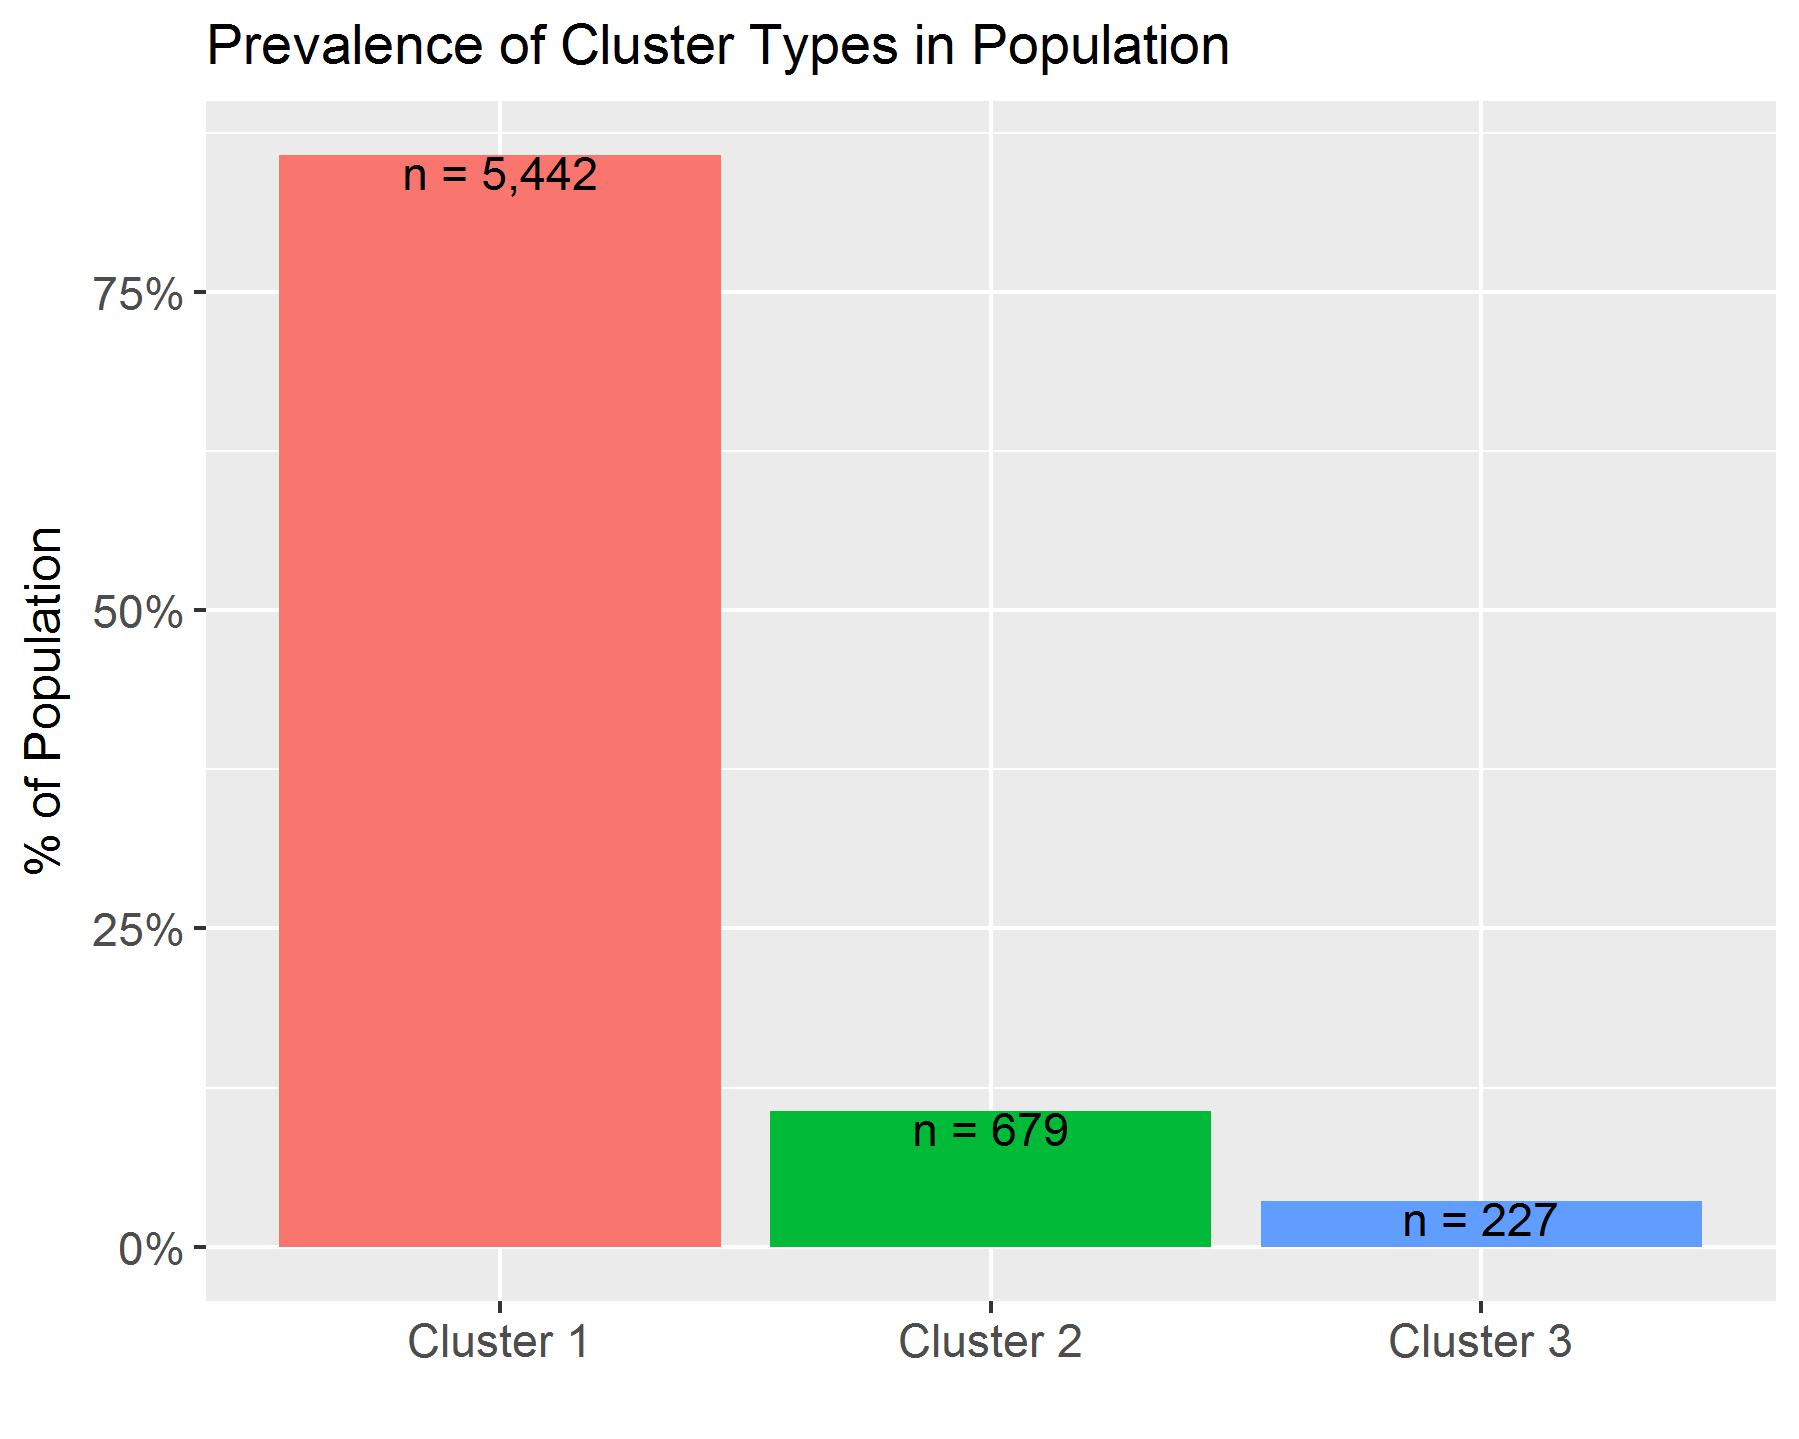 Prevalence of Cluster Types in Population
% of Population
75%
50%
25%
0%
n = 5,442
n = 679
n = 227
Cluster 1
Cluster 2
Cluster 3